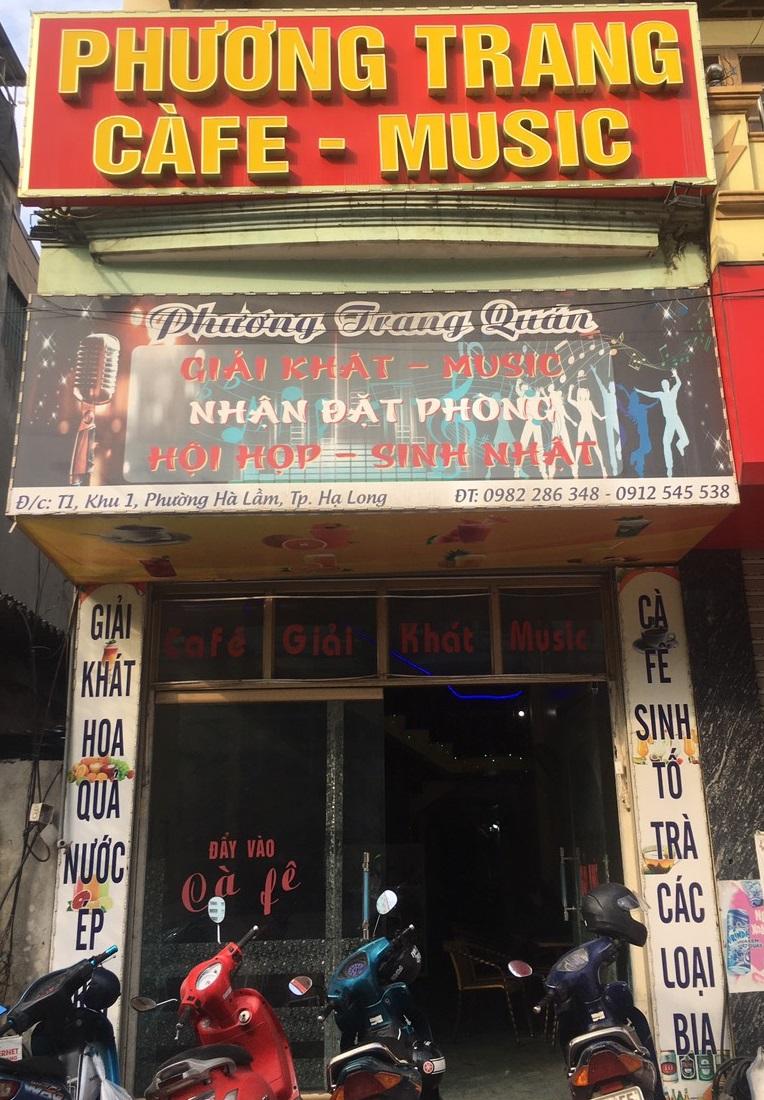 PHƯƠNG TRANG
CÀFE - MUSIC
Phương Trang Quán
GIẢI KHÁT - MUSIC
NHẬN ĐẶT PHÒNG
HỘI HỌP - SINH NHẬT
Đ/c: T1, Khu 1, Phường Hà Lầm, Tp. Hạ Long
ĐT: 0982 286 348 - 0912 545 538
GIẢI
KHÁT
HOA
QUẢ
NƯỚC
ÉP
Café Giải Khát Music
ĐẨY VÀO
Cà fê
CÀ
FÊ
SINH
TỐ
TRÀ
CÁC
LOẠI
BIA